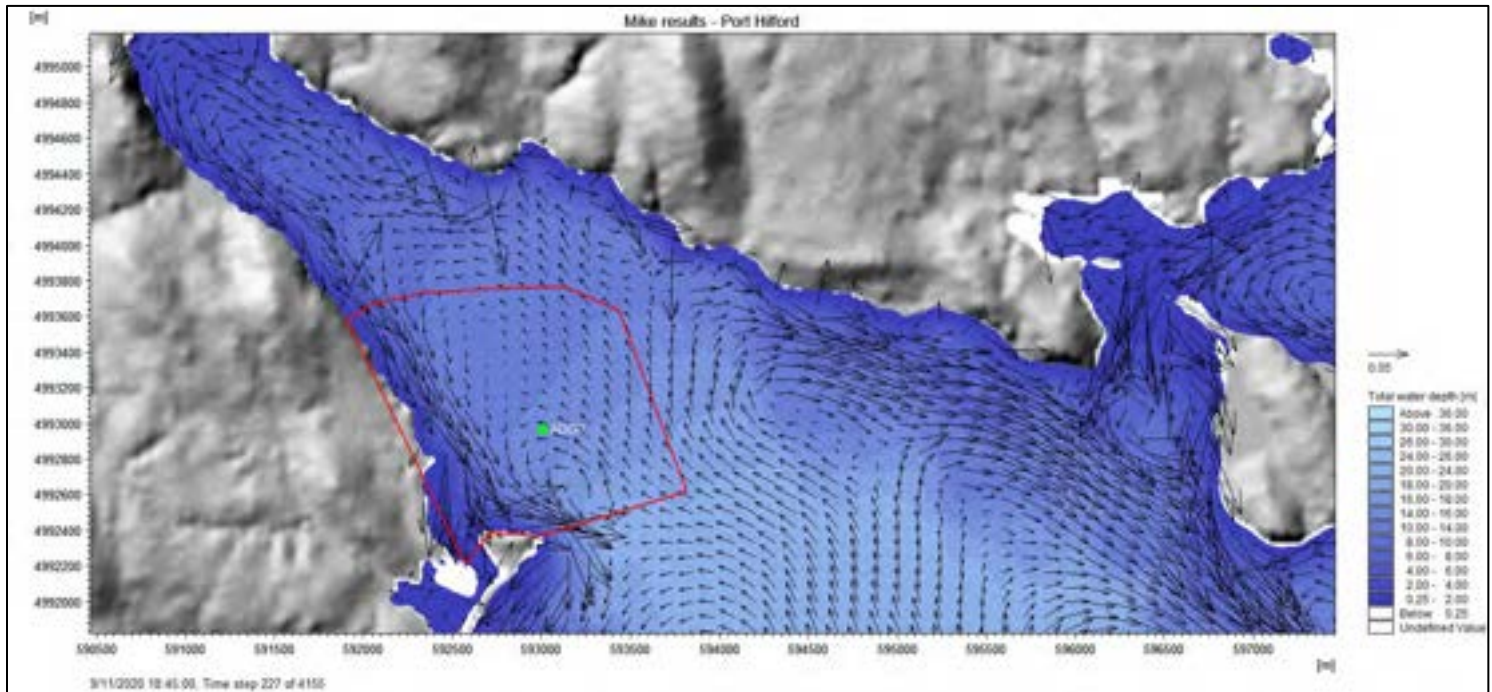 [m]
Mike results - Port Hilford
4995000
4994800
4994600
4994400
4994200
4994000
4993800
4993600
4993400
4993200
4993000
4992800
4992600
4992400
4992200
4992000
590500 591000 591500 592000 592500 593000 593500 594000 594500 595000 595500 596000 596500 597000
[m]
0.05
Total water depth [m]
Above 36.00
30.00 - 36.00
26.00 - 30.00
24.00 - 26.00
20.00 - 24.00
18.00 - 20.00
16.00 - 18.00
14.00 - 16.00
10.00 - 14.00
8.00 - 10.00
6.00 - 8.00
4.00 - 6.00
2.00 - 4.00
0.25 - 2.00
Below 0.25
Undefined Value
9/11/2020 18:45:00, Time step 227 of 4155